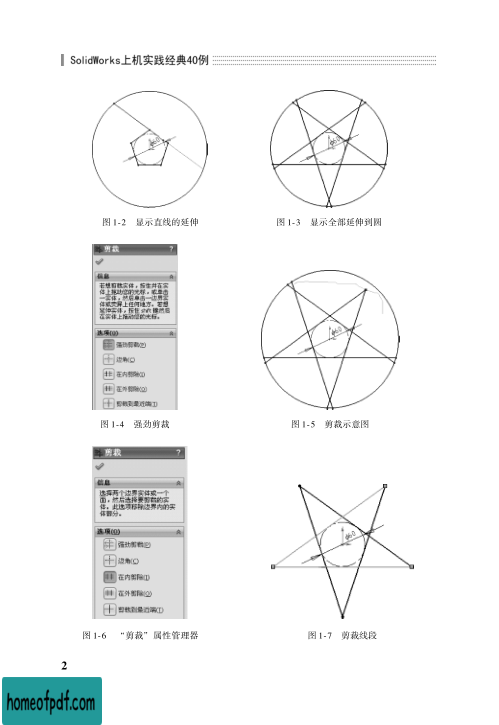 SolidWorks上机实践经典40例
ϕ60
ϕ60
图 1-2 显示直线的延伸
图 1-3 显示全部延伸到圆
剪裁 ?
信息
若想剪裁实体,按住并在实
体上拖动您的光标,或单击
一实体,然后单击一边界实
体或荧屏上任何地方。若想
延伸实体,按住 shift 键然后
在实体上拖动您的光标。
选项(O)
强劲剪裁(P)
边角(C)
在内剪除(I)
在外剪除(O)
剪裁到最近端(T)
ϕ60
图 1-4 强劲剪裁
图 1-5 剪裁示意图
剪裁 ?
信息
选择两个边界实体或一个
面,然后选择要剪裁的实
体。此选项移除边界内的实
体部分。
选项(O)
强劲剪裁(P)
边角(C)
在内剪除(I)
在外剪除(O)
剪裁到最近端(T)
ϕ60
图 1-6 “剪裁”属性管理器
图 1-7 剪裁线段
2
homeofpdf.com